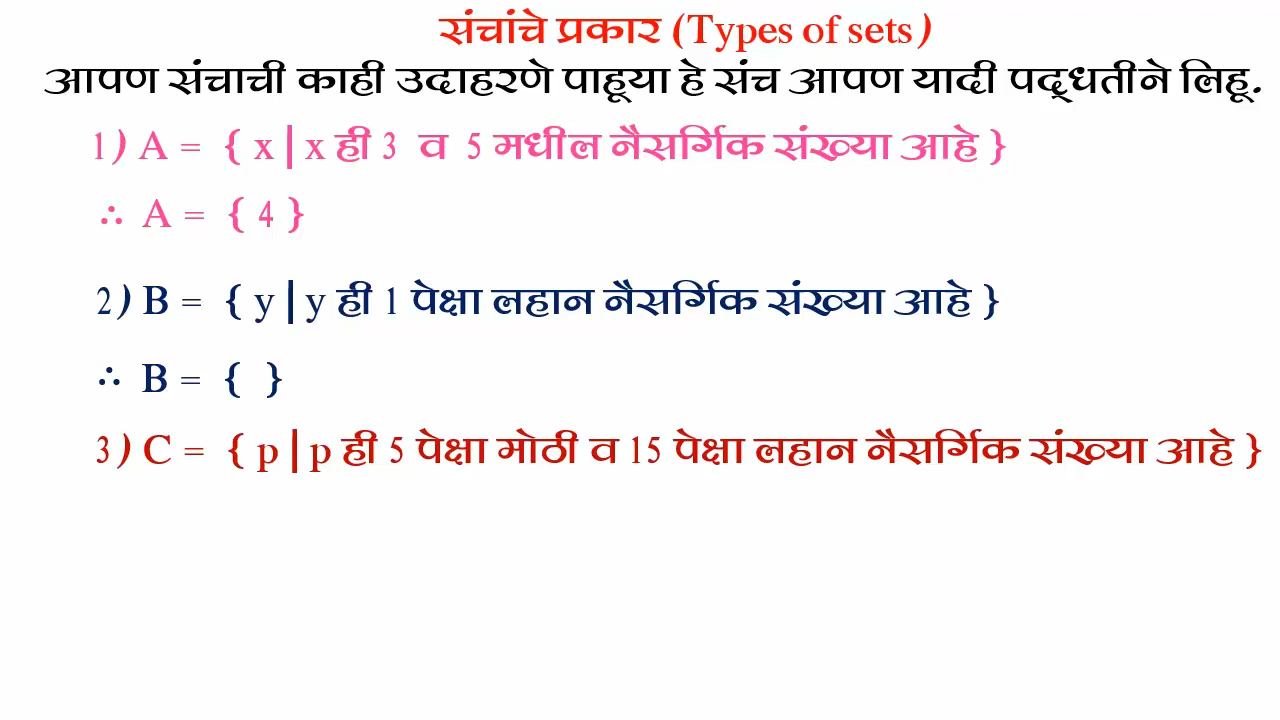 संचांचे प्रकार (Types of sets)
आपण संचाची काही उदाहरणे पाहूया हे संच आपण यादी पद्धतीने लिहू.
1) A = { x | x ही 3 व 5 मधील नैसर्गिक संख्या आहे }
∴ A = { 4 }
2) B = { y | y ही 1 पेक्षा लहान नैसर्गिक संख्या आहे }
∴ B = { }
3) C = { p | p ही 5 पेक्षा मोठी व 15 पेक्षा लहान नैसर्गिक संख्या आहे }